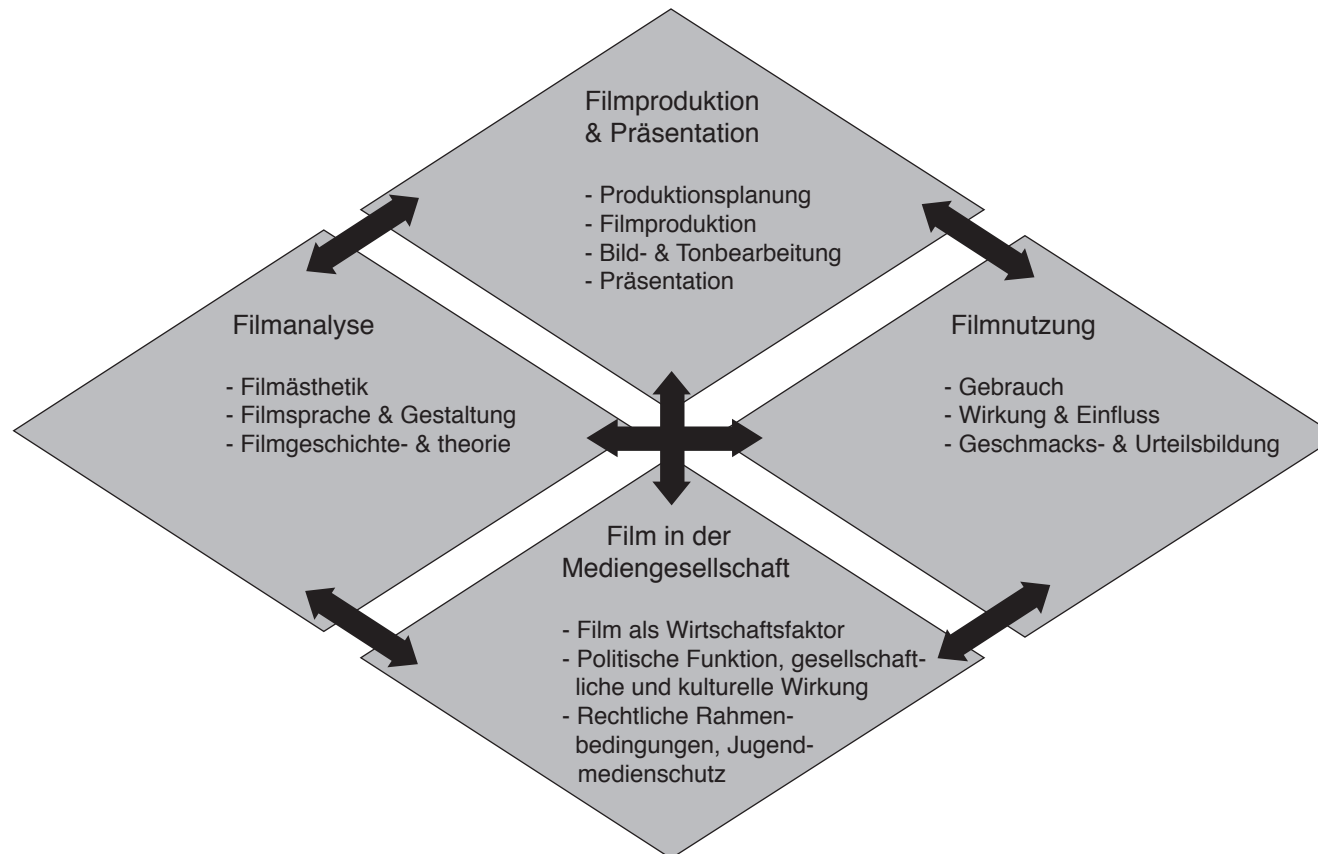 Filmproduktion
& Präsentation
- Produktionsplanung
- Filmproduktion
- Bild- & Tonbearbeitung
- Präsentation
Filmanalyse
- Filmästhetik
- Filmsprache & Gestaltung
- Filmgeschichte- & theorie
Filmnutzung
- Gebrauch
- Wirkung & Einfluss
- Geschmacks- & Urteilsbildung
Film in der
Mediengesellschaft
- Film als Wirtschaftsfaktor
- Politische Funktion, gesellschaft-
liche und kulturelle Wirkung
- Rechtliche Rahmen-
bedingungen, Jugend-
medienschutz